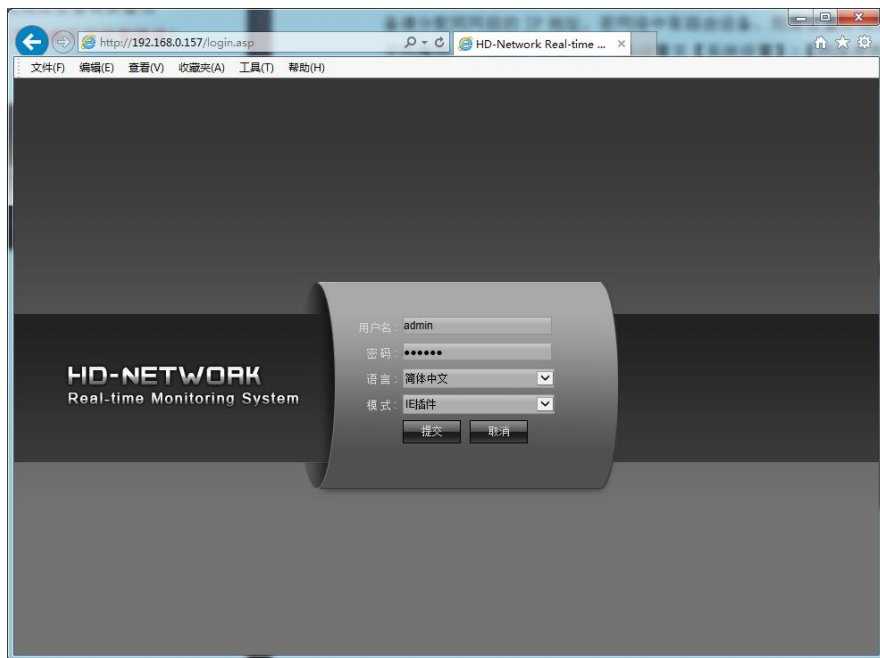 http://192.168.0.157/login.asp
HD-Network Real-time ...
文件(F) 编辑(E) 查看(V) 收藏夹(A) 工具(T) 帮助(H)
用户名: admin
密码: ••••••
HD-NETWORK
Real-time Monitoring System
语言: 简体中文
模式: IE插件
提交 取消